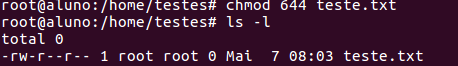 root@aluno:/home/testes# chmod 644 teste.txt
root@aluno:/home/testes# ls -l
total 0
-rw-r--r-- 1 root root 0 Mai  7 08:03 teste.txt